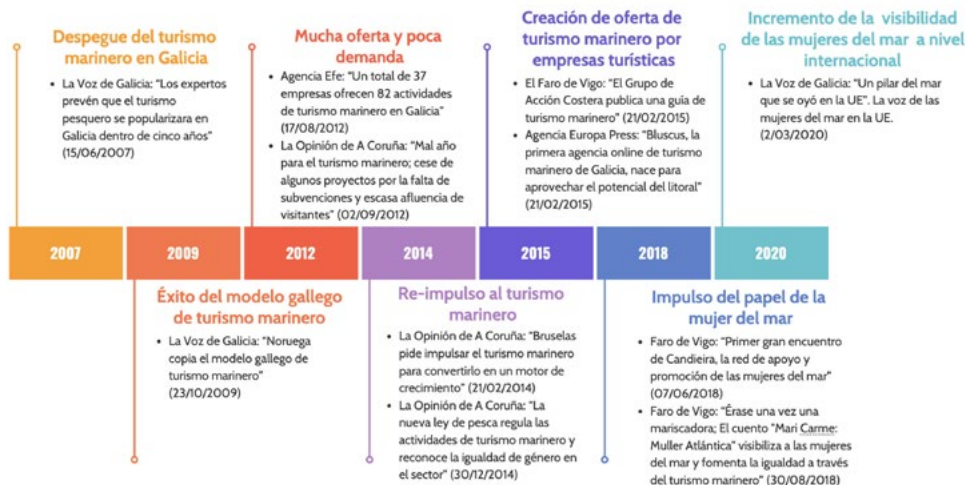 Despegue del turismo
marinero en Galicia
• La Voz de Galicia: "Los expertos
prevén que el turismo
pesquero se popularizara en
Galicia dentro de cinco años"
(15/06/2007)
Mucha oferta y poca
demanda
• Agencia Efe: "Un total de 37
empresas ofrecen 82 actividades
de turismo marinero en Galicia"
(17/08/2012)
• La Opinión de A Coruña: "Mal año
para el turismo marinero; cese de
algunos proyectos por la falta de
subvenciones y escasa afluencia de
visitantes" (02/09/2012)
Creación de oferta de
turismo marinero por
empresas turísticas
• El Faro de Vigo: "El Grupo de
Acción Costera publica una guía de
turismo marinero" (21/02/2015)
• Agencia Europa Press: "Bluscus, la
primera agencia online de turismo
marinero de Galicia, nace para
aprovechar el potencial del litoral"
(21/02/2015)
Incremento de la visibilidad
de las mujeres del mar a nivel
internacional
• La Voz de Galicia: "Un pilar del mar
que se oyó en la UE". La voz de las
mujeres del mar en la UE.
(2/03/2020)
2007 2009 2012 2014 2015 2018 2020
Éxito del modelo gallego
de turismo marinero
• La Voz de Galicia: "Noruega
copia el modelo gallego de
turismo marinero"
(23/10/2009)
Re-impulso al turismo
marinero
• La Opinión de A Coruña: "Bruselas
pide impulsar el turismo marinero
para convertirlo en un motor de
crecimiento" (21/02/2014)
• La Opinión de A Coruña: "La
nueva ley de pesca regula las
actividades de turismo marinero y
reconoce la igualdad de género en
el sector" (30/12/2014)
Impulso del papel de la
mujer del mar
• Faro de Vigo: "Primer gran encuentro
de Candieira, la red de apoyo y
promoción de las mujeres del mar"
(07/06/2018)
• Faro de Vigo: "Érase una vez una
mariscadora; El cuento "Mari Carme:
Muller Atlántica" visibiliza a las mujeres
del mar y fomenta la igualdad a través
del turismo marinero" (30/08/2018)